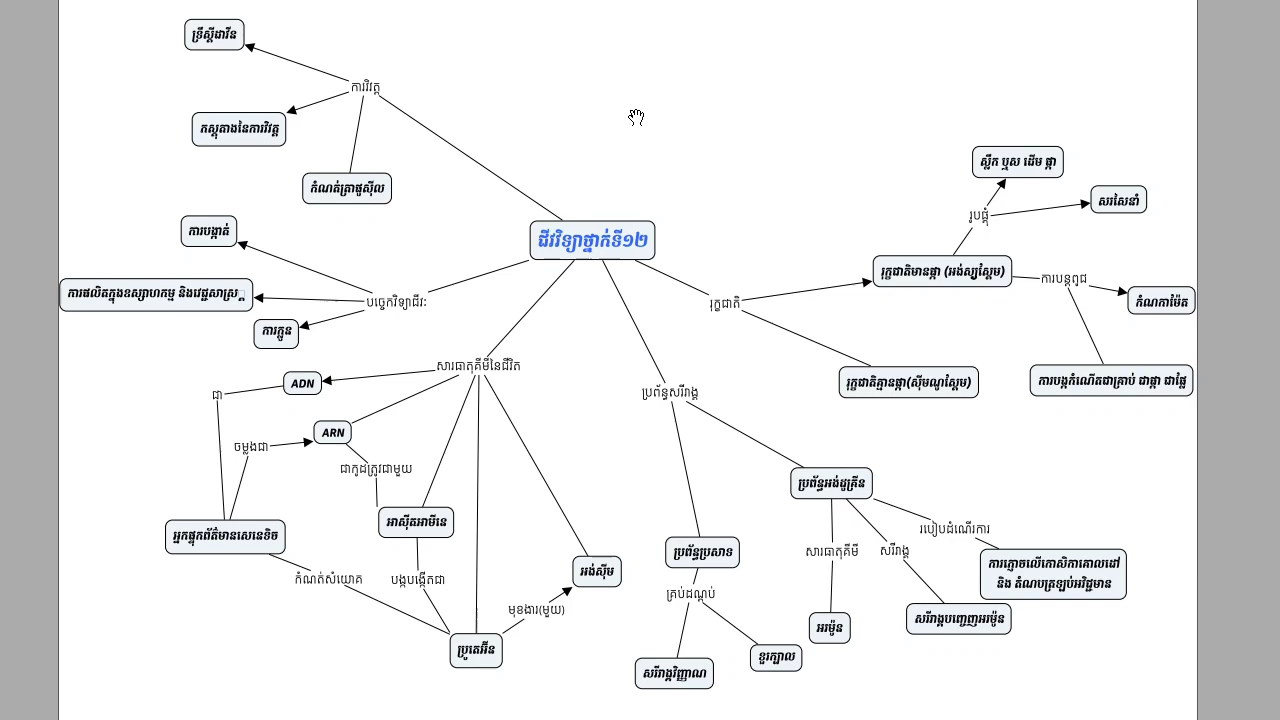 ទ្រឹស្ដីដាវីន
ការវិវត្ត
កស្តុតាងនៃការវិវត្ត
កំណត់ត្រាផូស៊ីល
ជីវវិទ្យាថ្នាក់ទី១២
ការបង្កាត់
ការផលិតក្នុងឧស្សាហកម្ម និងវេជ្ជសាស្រ្ត
បច្ចេកវិទ្យាជីវៈ
ការក្លូន
ស្លឹក ឬស ដើម ផ្កា
រូបផ្គុំ
សរសៃនាំ
រុក្ខជាតិមានផ្កា (អង់ស្យូស្ពែម)
ការបន្តពូជ
កំណកាម៉ែត
រុក្ខជាតិ
រុក្ខជាតិគ្មានផ្កា(ស៊ីមណូស្ពែម)
ការបង្កកំណើតជាគ្រាប់ ជាផ្កា ជាផ្លែ
សារធាតុគីមីនៃជីវិត
ADN
ជា
ARN
ចម្លងជា
ជាកូដត្រូវជាមួយ
អាស៊ីតអាមីនេ
អ្នកផ្ទុកព័ត៌មានសេនេទិច
កំណត់សំយោគ
បង្កបង្កើតជា
អង់ស៊ីម
មុខងារ(មួយ)
ប្រូតេអ៊ីន
ប្រព័ន្ធសរីរាង្គ
ប្រព័ន្ធអង់ដូគ្រីន
ប្រព័ន្ធប្រសាទ
គ្រប់ដណ្ដប់
សរីរាង្គវិញ្ញាណ
ខួរក្បាល
សារធាតុគីមី
អរម៉ូន
សរីរាង្គ
សរីរាង្គបញ្ចេញអរម៉ូន
របៀបដំណើរការ
ការភ្ជោចលើកោសិកាគោលដៅ
និង តំណបត្រឡប់អវិជ្ជមាន